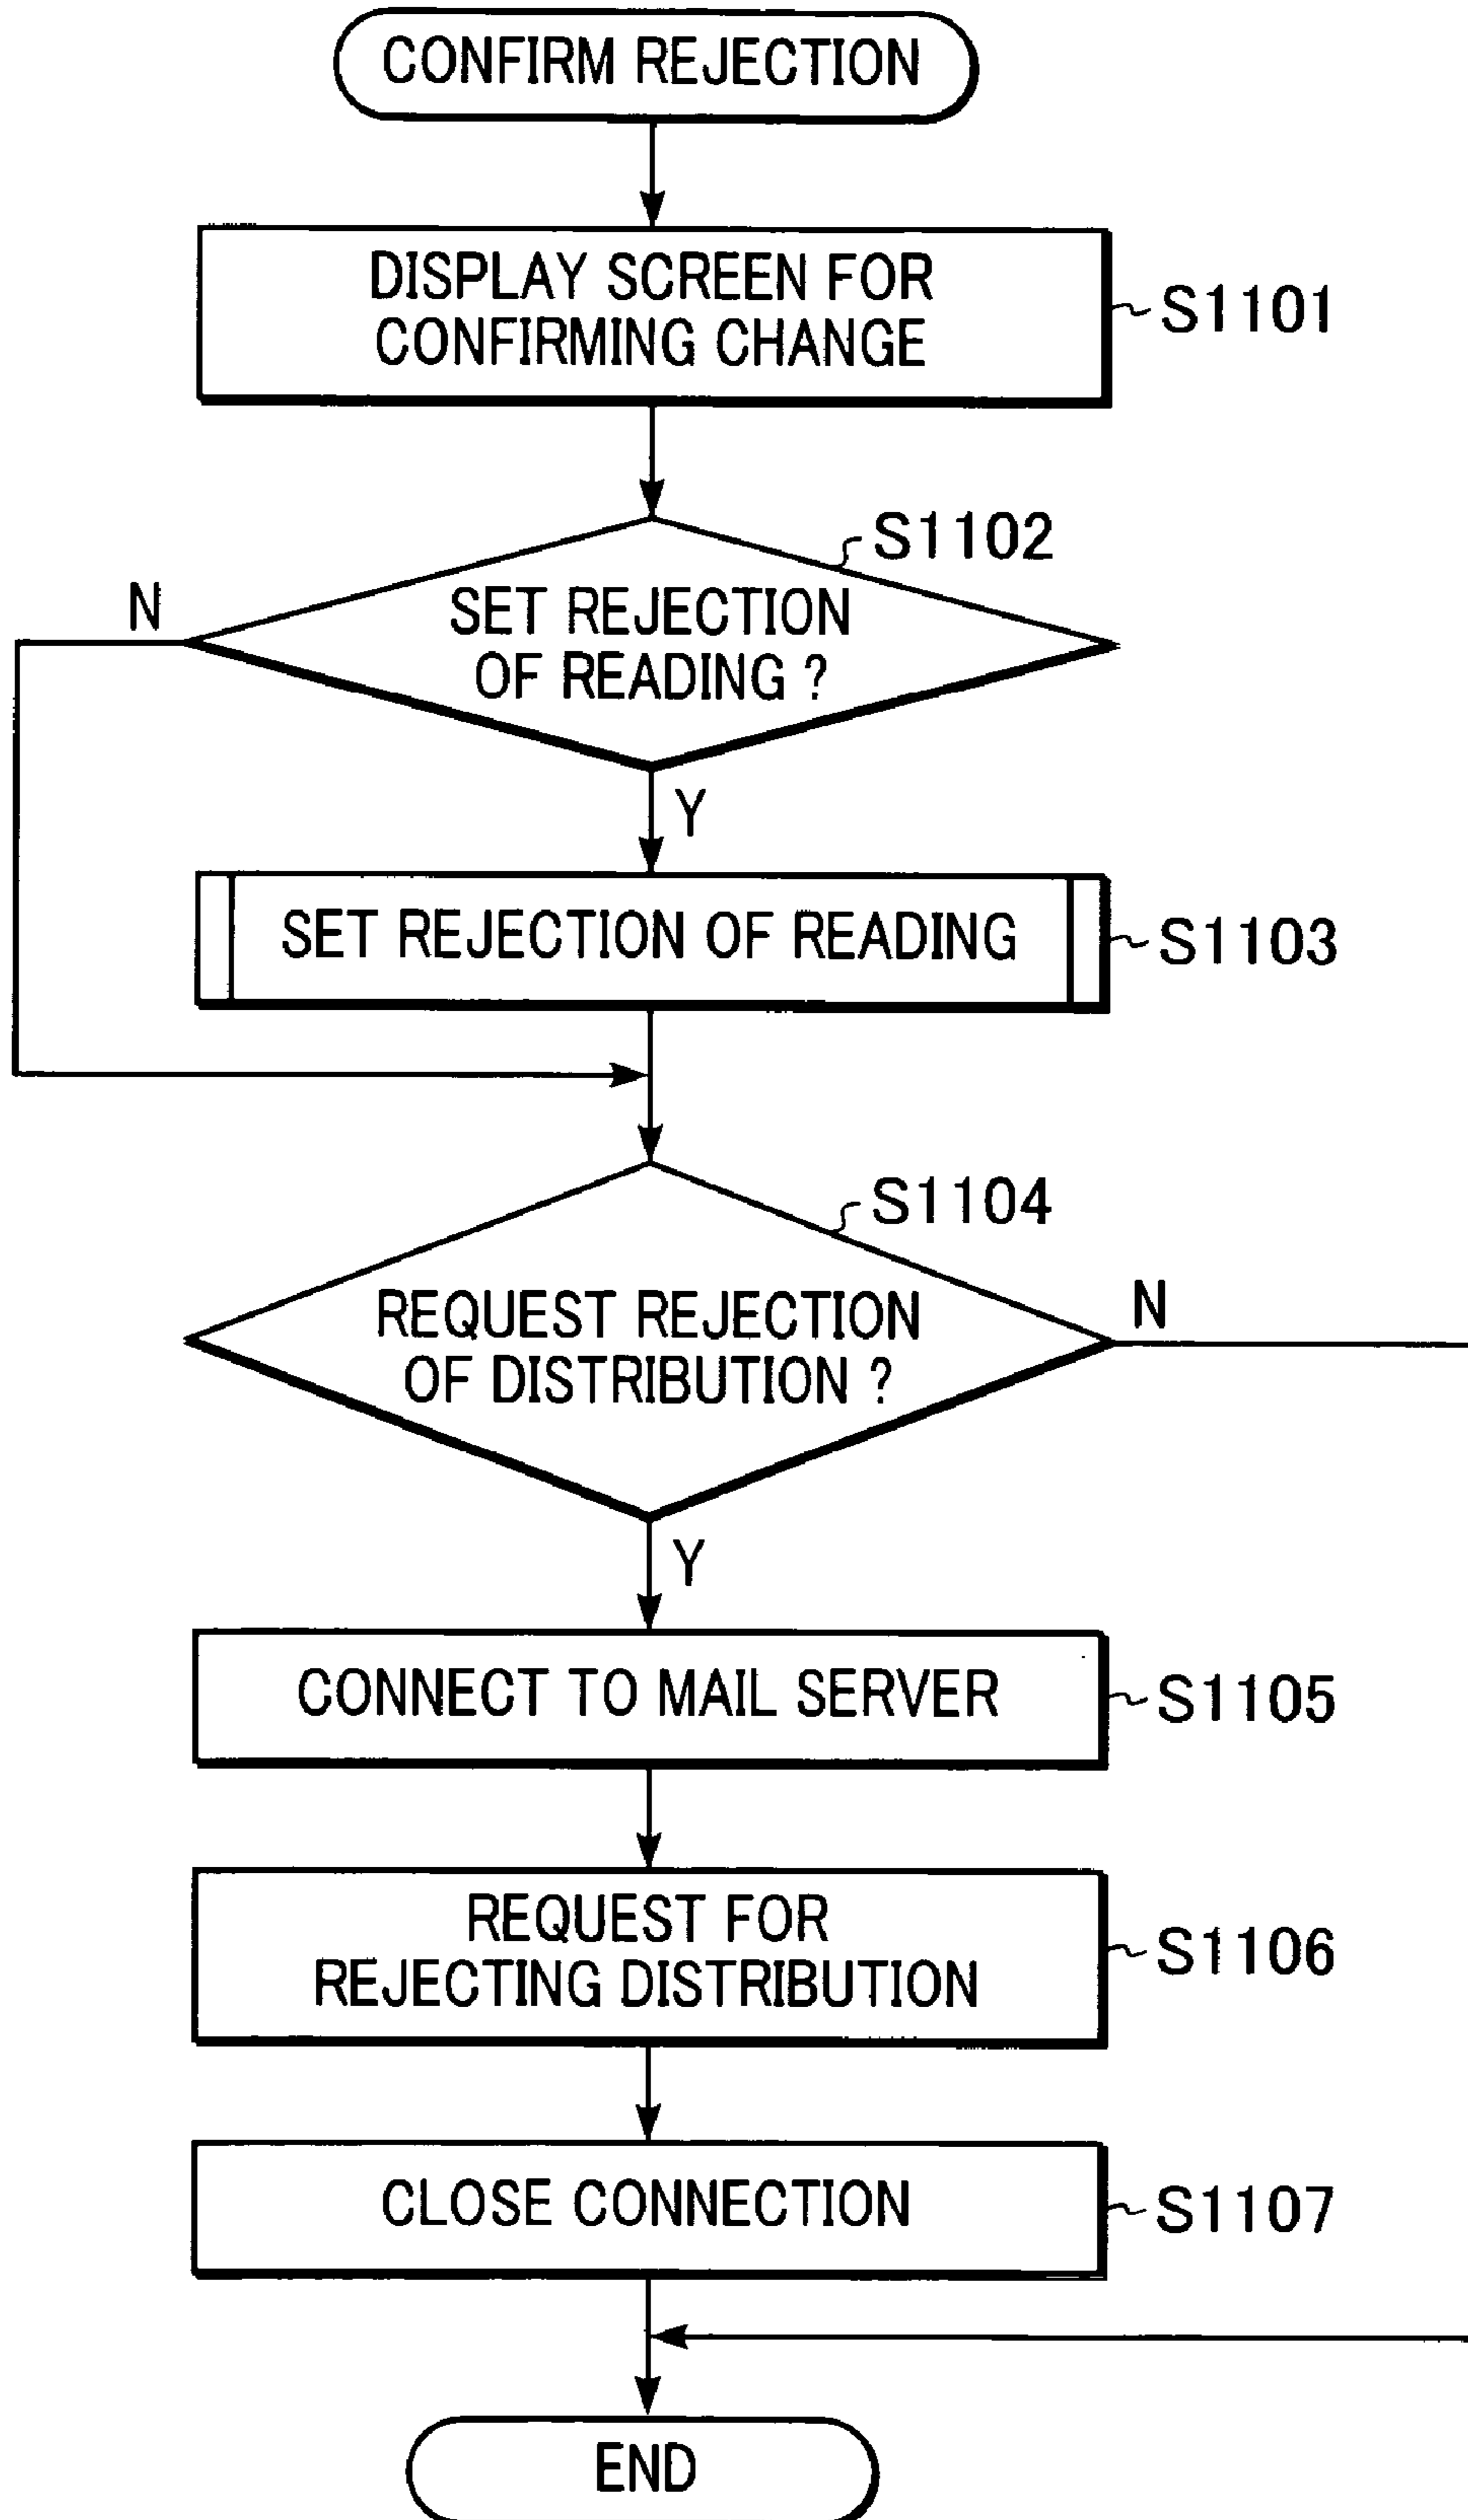 CONFIRM REJECTION
DISPLAY SCREEN FOR
CONFIRMING CHANGE
S1101
S1102
N
SET REJECTION
OF READING ?
Y
SET REJECTION OF READING
S1103
S1104
REQUEST REJECTION
OF DISTRIBUTION ?
N
Y
CONNECT TO MAIL SERVER
S1105
REQUEST FOR
REJECTING DISTRIBUTION
S1106
CLOSE CONNECTION
S1107
END